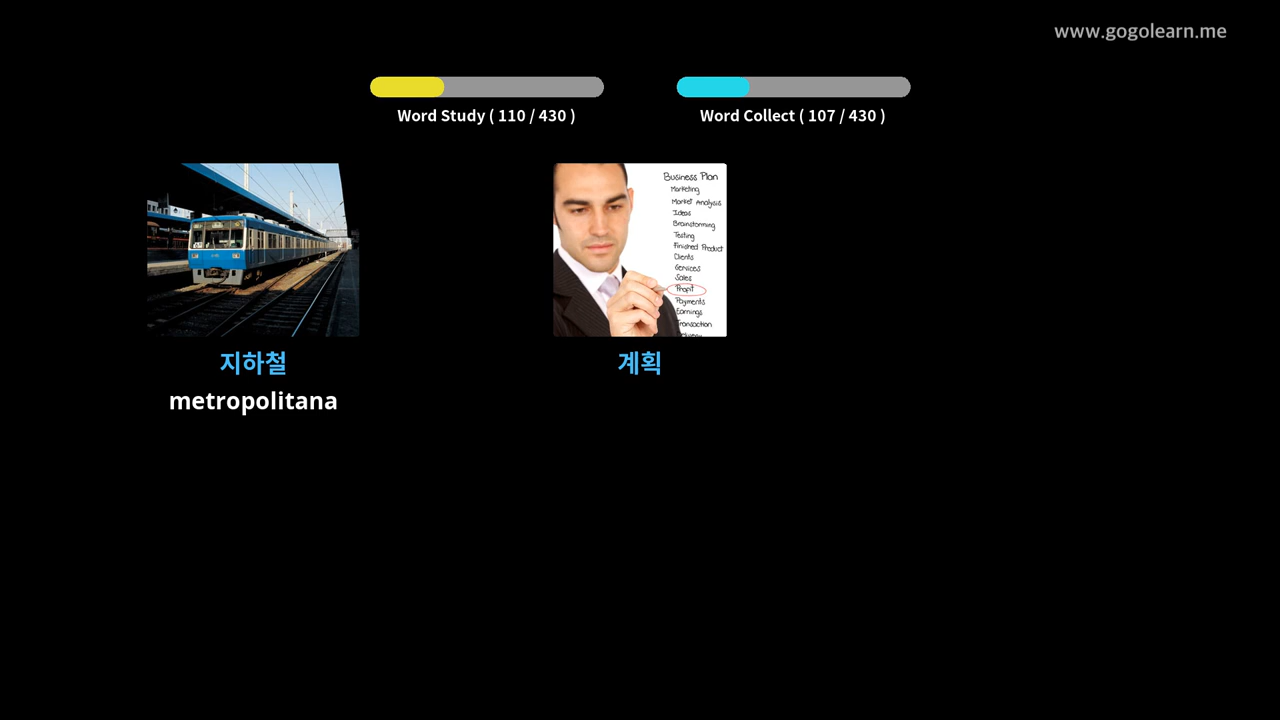 www.gogolearn.me
Word Study ( 110 / 430 )
Word Collect ( 107 / 430 )
Business Plan
Marketing
Market Analysis
Ideas
Brainstorming
Testing
Finished Product
Clients
Services
Sales
Profit
Payments
Earnings
Transaction
지하철
계획
metropolitana